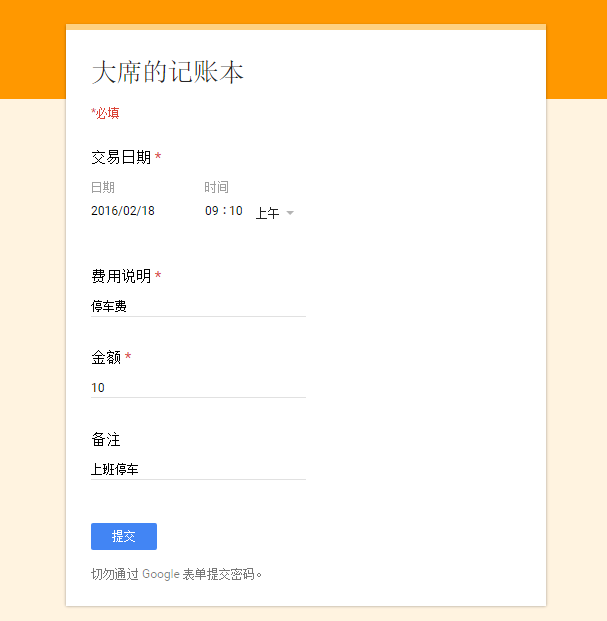 大席的记账本
*必填
交易日期 *
日期 时间
2016/02/18 09 : 10 上午
费用说明 *
停车费
金额 *
10
备注
上班停车
提交
切勿通过 Google 表单提交密码。